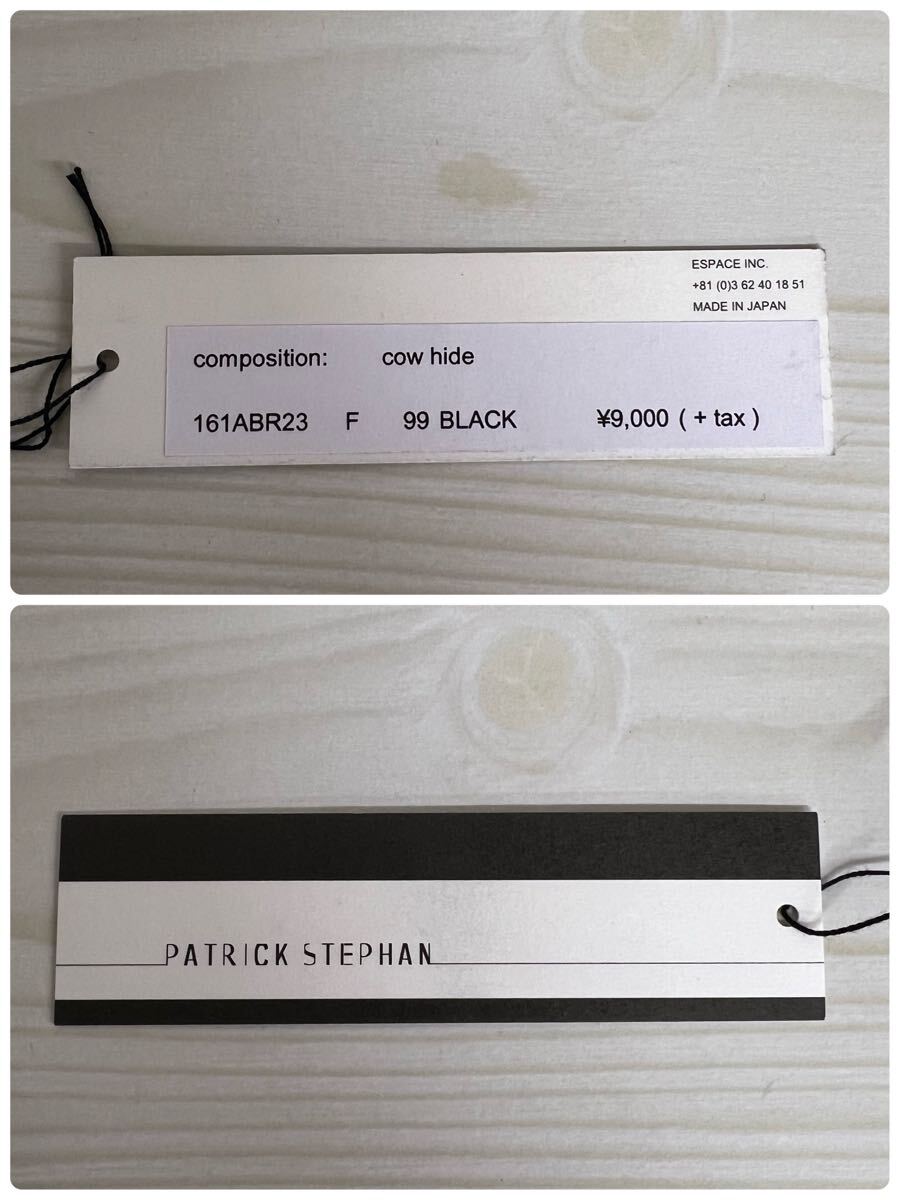 ESPACE INC.
+81 (0)3 62 40 18 51
MADE IN JAPAN
composition: cow hide
161ABR23 F 99 BLACK ¥9,000 ( + tax )
PATRICK STEPHAN